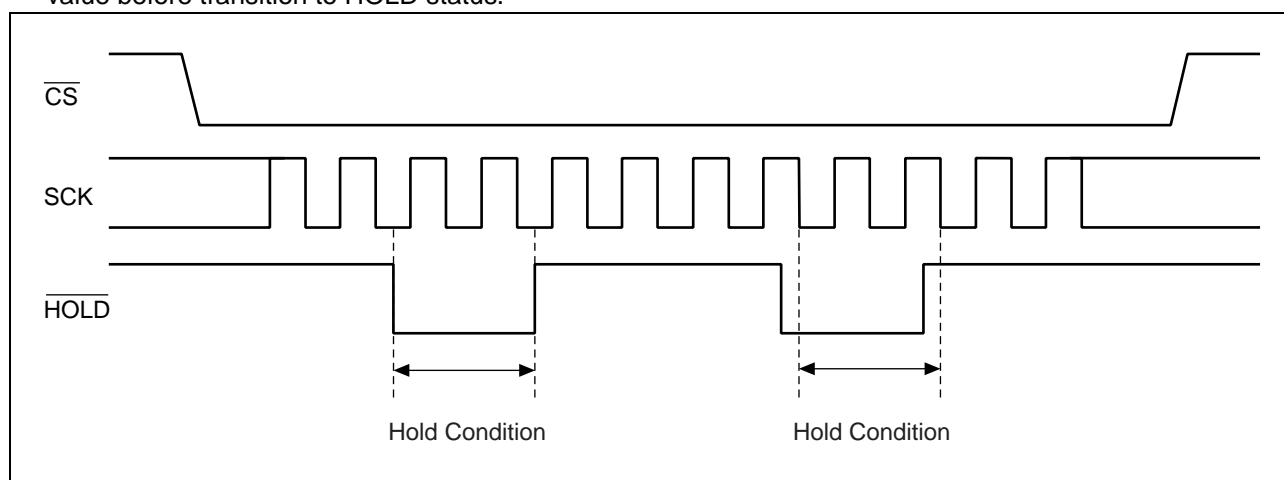 value before transition to HOLD status.
CS
SCK
HOLD
Hold Condition
Hold Condition